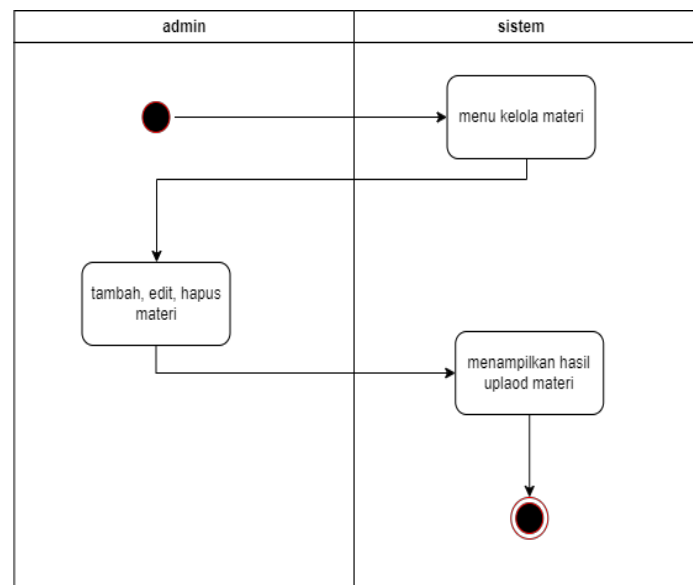 admin
sistem
menu kelola materi
tambah, edit, hapus
materi
menampilkan hasil
uplaod materi